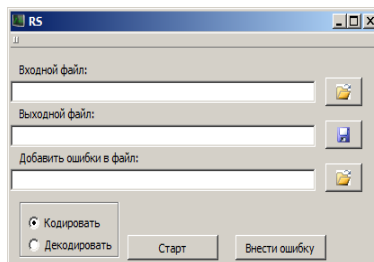 RS
Входной файл:
Выходной файл:
Добавить ошибки в файл:
Кодировать
Декодировать
Старт
Внести ошибку